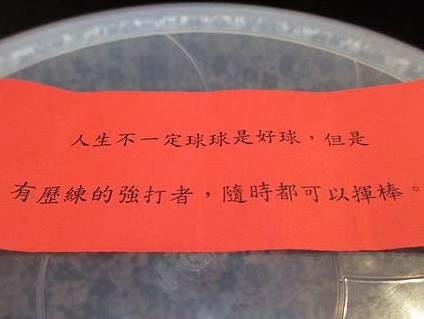 人生不一定球球是好球，但是
有歷練的強打者，隨時都可以揮棒。